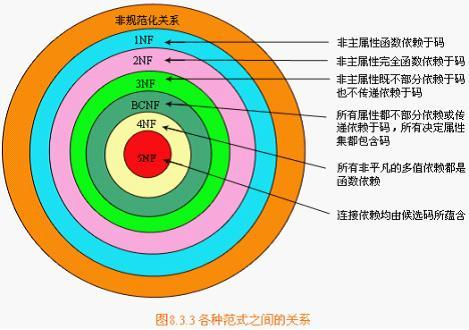 非规范化关系
1NF
2NF
3NF
BCNF
4NF
5NF
非主属性函数依赖于码
非主属性完全函数依赖于码
非主属性既不部分依赖于码
也不传递依赖于码
所有属性都不部分依赖或传
递依赖于码，所有决定属性
集都包含码
所有非平凡的多值依赖都是
函数依赖
连接依赖均由候选码所蕴含
图8.3.3 各种范式之间的关系